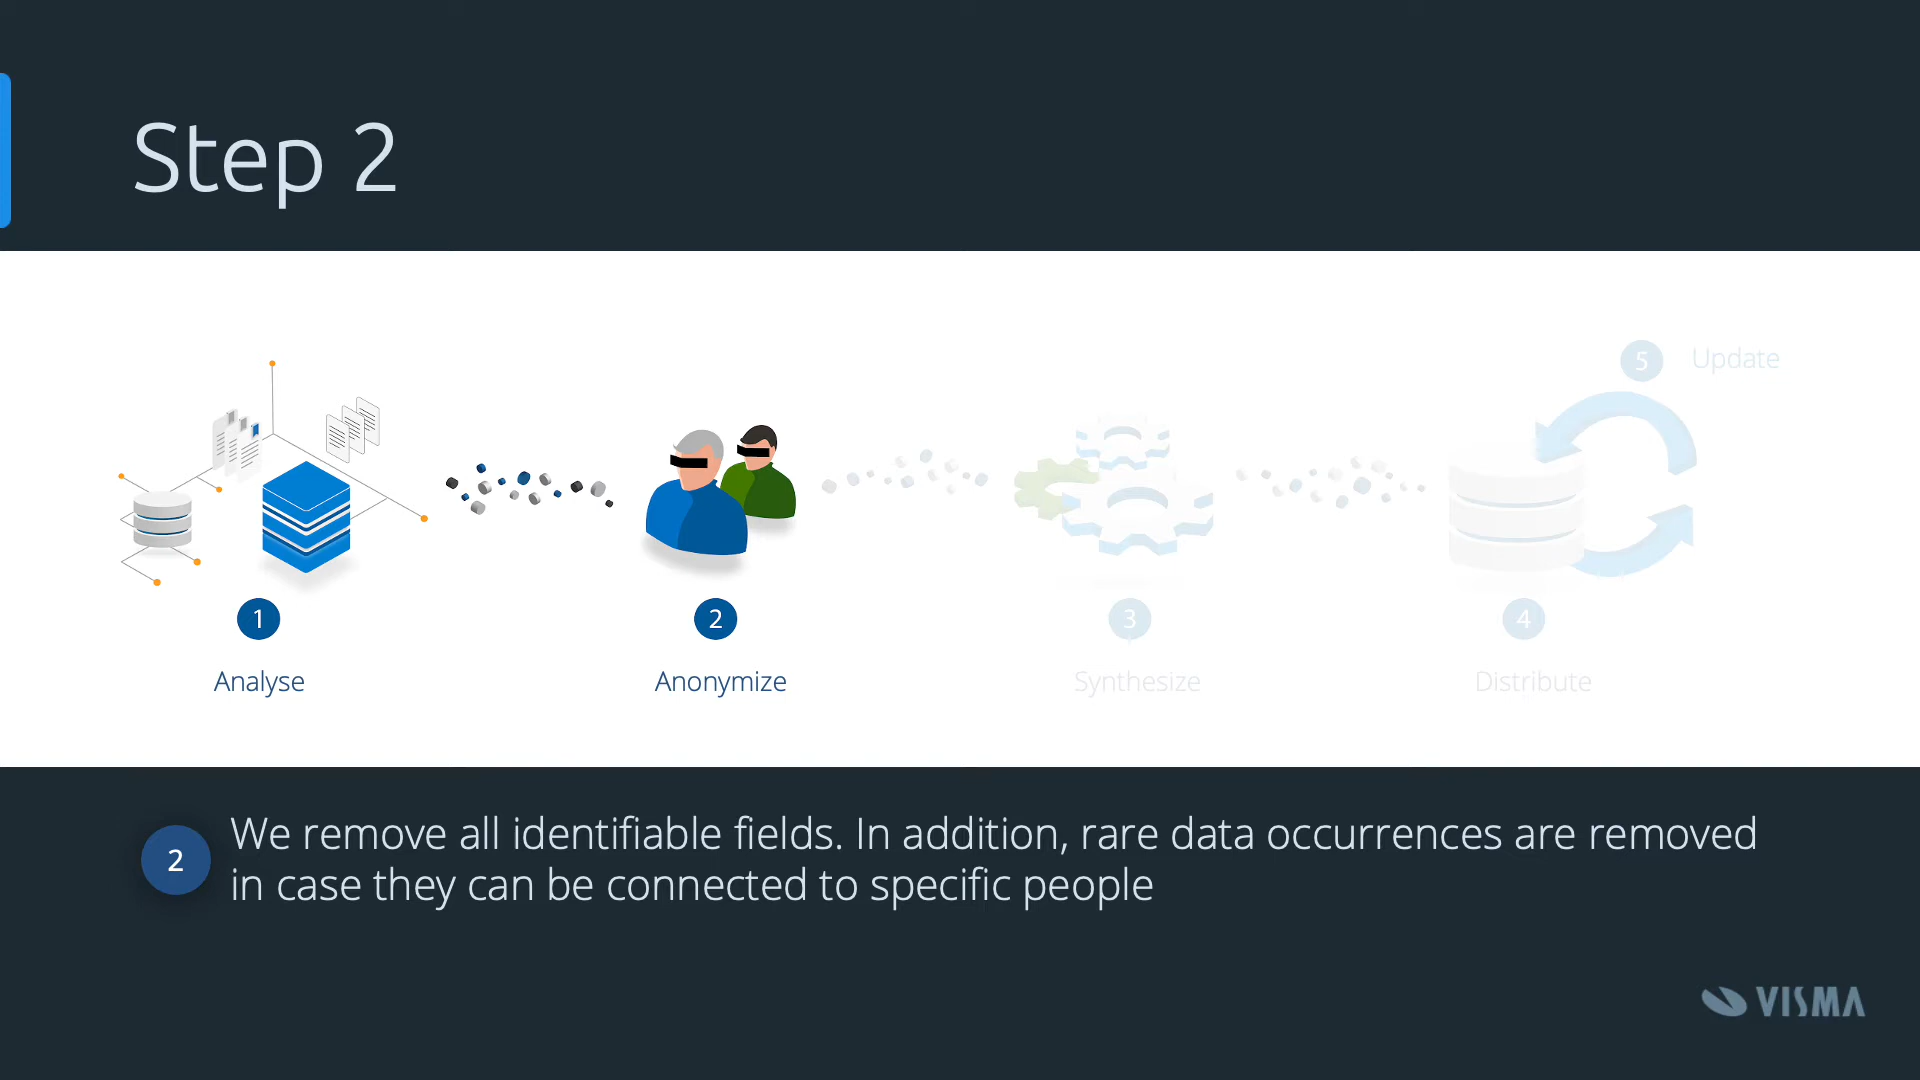 Step 2
5 Update
1
2
3
4
Analyse
Anonymize
Synthesize
Distribute
2
We remove all identifiable fields. In addition, rare data occurrences are removed
in case they can be connected to specific people
VISMA